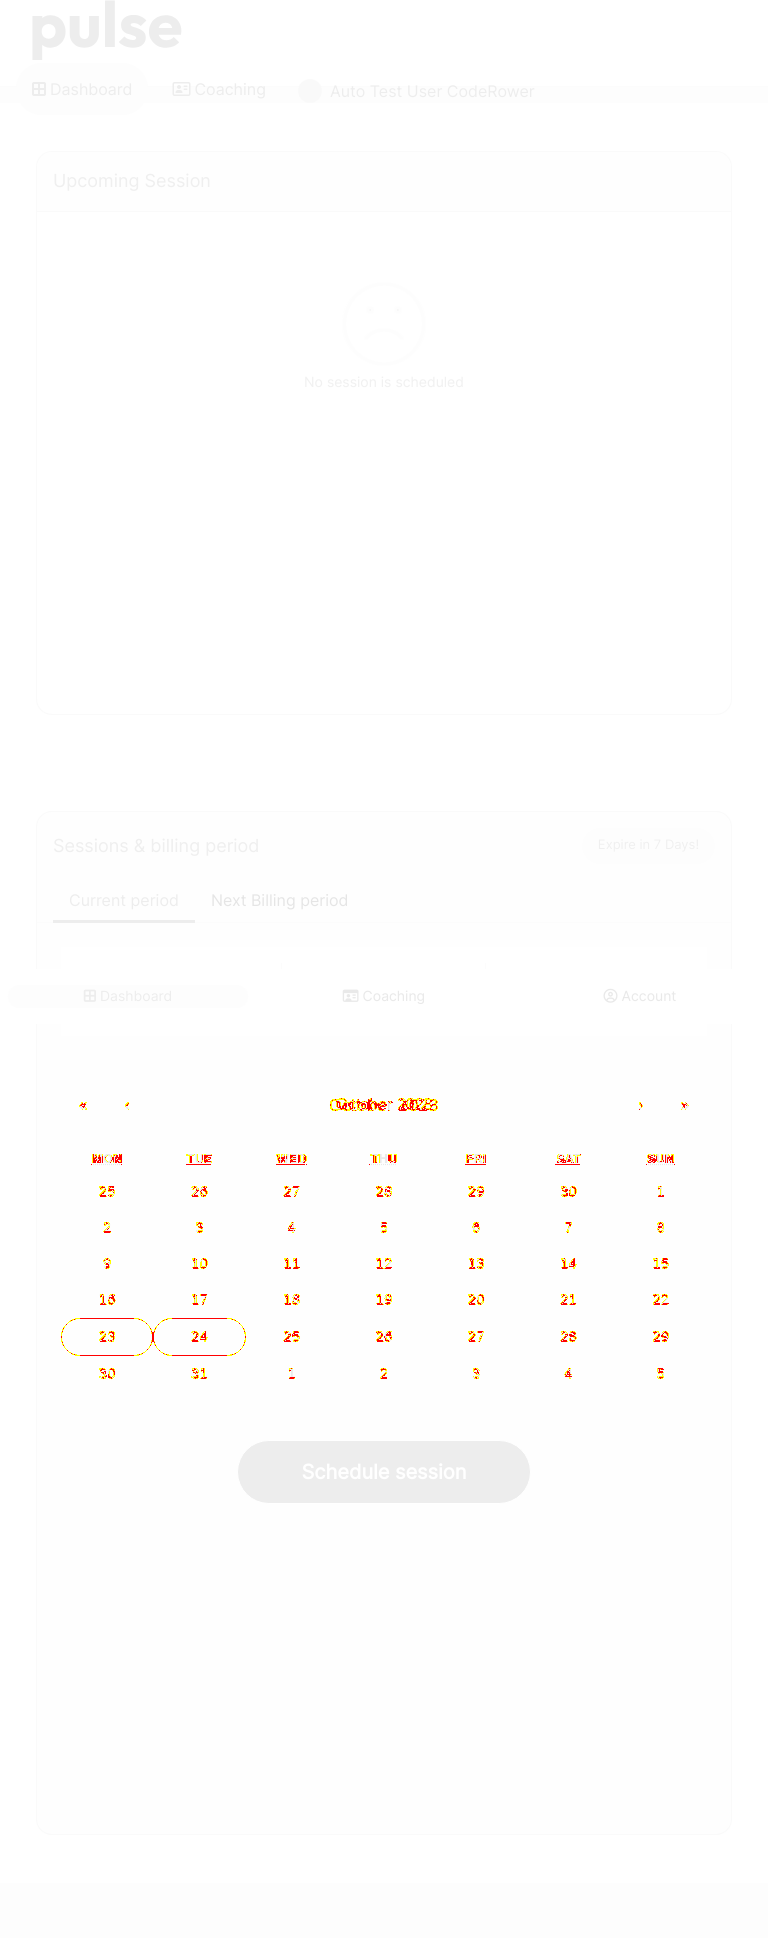 pulse
Dashboard Coaching Auto Test User CodeRower
Upcoming Session
No session is scheduled
Sessions & billing period Expire in 7 Days!
Current period Next Billing period
Dashboard Coaching Account
« ‹ October 2023 › »
MON TUE WED THU FRI SAT SUN
25 26 27 28 29 30 1
2 3 4 5 6 7 8
9 10 11 12 13 14 15
16 17 18 19 20 21 22
23 24 25 26 27 28 29
30 31 1 2 3 4 5
Schedule session